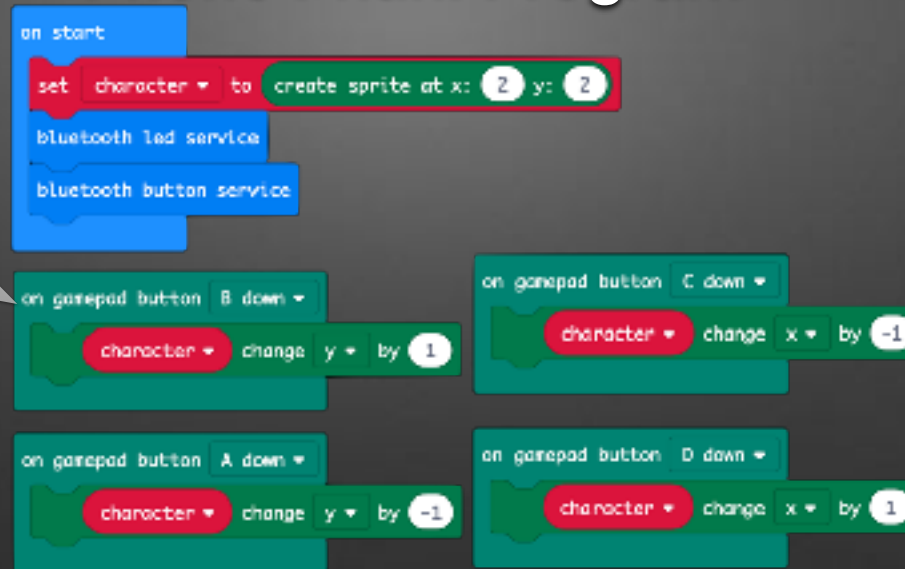 on start
set character to create sprite at x: 2 y: 2
bluetooth led service
bluetooth button service
on gamepad button B down
character change y by 1
on gamepad button C down
character change x by -1
on gamepad button A down
character change y by -1
on gamepad button D down
character change x by 1